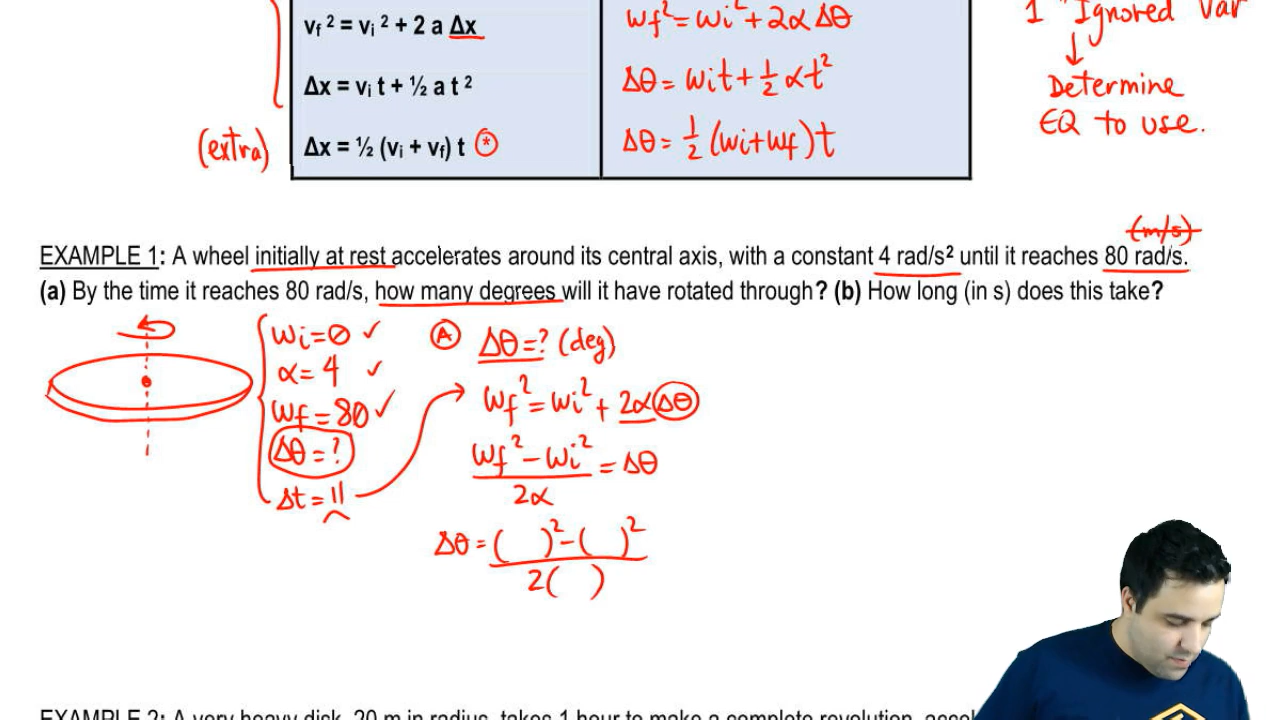 vf ² = vi ² + 2 a Δx
ωf² = ωi² + 2α Δθ
1 "Ignored Var
↓
Δx = vi t + ½ a t ²
Δθ = ωit + ½ αt²
Determine
EQ to use.
(extra)
Δx = ½ (vi + vf) t (*)
Δθ = ½ (ωi+ωf)t
(m/s)
EXAMPLE 1: A wheel initially at rest accelerates around its central axis, with a constant 4 rad/s² until it reaches 80 rad/s.
(a) By the time it reaches 80 rad/s, how many degrees will it have rotated through? (b) How long (in s) does this take?
ωi=0 ✓
α=4 ✓
ωf=80 ✓
Δθ=?
Δt=
A Δθ=? (deg)
ωf² = ωi² + 2αΔθ
ωf² – ωi² / 2α = Δθ
Δθ = ( )² – ( )² / 2( )
EXAMPLE 2: A very heavy disk, 20 m in radius, takes 1 hour to make a complete revolution,